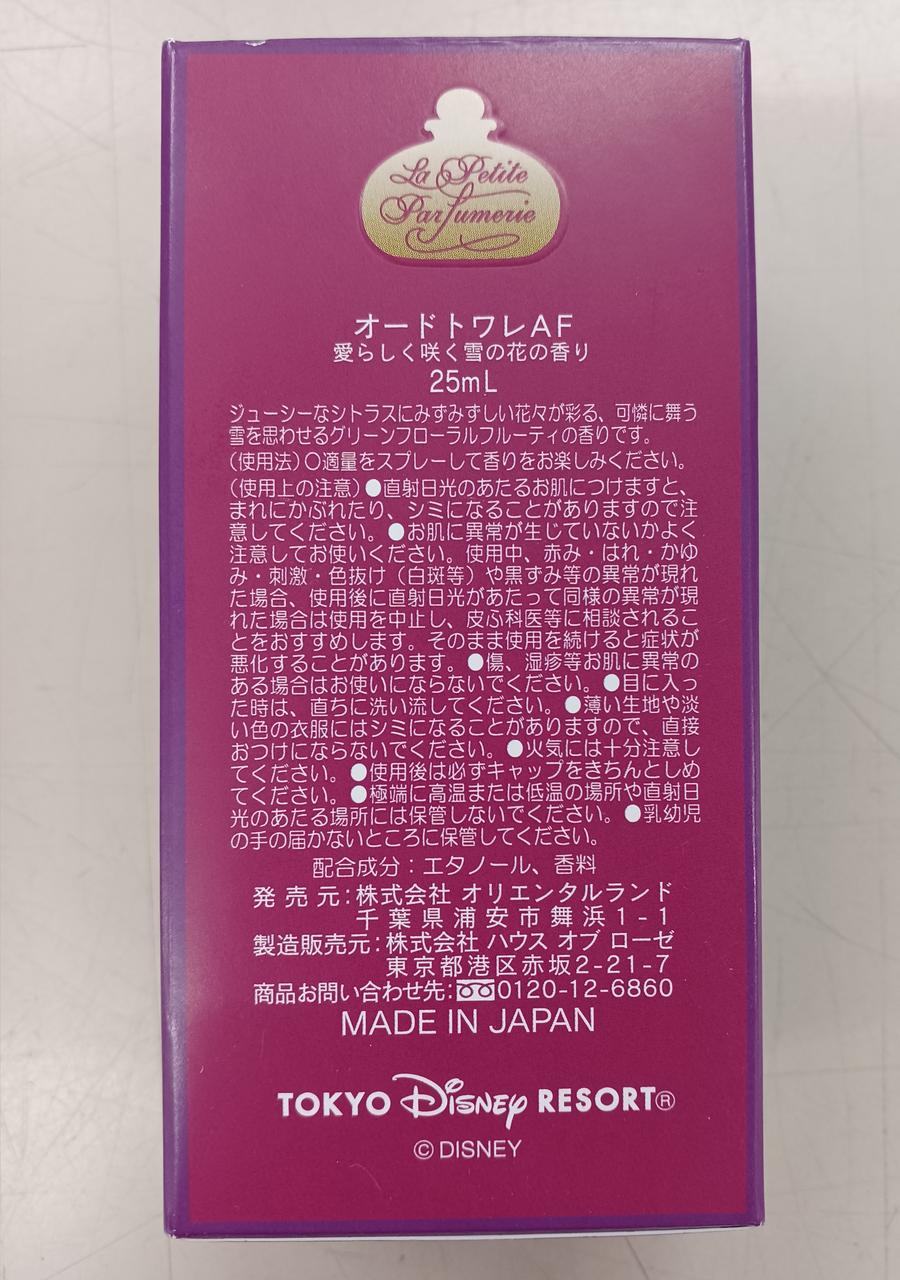 La Petite
Parfumerie
オードトワレAF
愛らしく咲く雪の花の香り
25mL
ジューシーなシトラスにみずみずしい花々が彩る、可憐に舞う
雪を思わせるグリーンフローラルフルーティの香りです。
(使用法)○適量をスプレーして香りをお楽しみください。
(使用上の注意)●直射日光のあたるお肌につけますと、
まれにかぶれたり、シミになることがありますので注
意してください。●お肌に異常が生じていないかよく
注意してお使いください。使用中、赤み・はれ・かゆ
み・刺激・色抜け(白斑等)や黒ずみ等の異常が現れ
た場合、使用後に直射日光があたって同様の異常が現
れた場合は使用を中止し、皮ふ科医等に相談されるこ
とをおすすめします。そのまま使用を続けると症状が
悪化することがあります。●傷、湿疹等お肌に異常の
ある場合はお使いにならないでください。●目に入っ
た時は、直ちに洗い流してください。●薄い生地や淡
い色の衣服にはシミになることがありますので、直接
おつけにならないでください。●火気には十分注意し
てください。●使用後は必ずキャップをきちんとしめ
てください。●極端に高温または低温の場所や直射日
光のあたる場所には保管しないでください。●乳幼児
の手の届かないところに保管してください。
配合成分:エタノール、香料
発売元:株式会社 オリエンタルランド
千葉県浦安市舞浜1-1
製造販売元:株式会社 ハウス オブ ローゼ
東京都港区赤坂2-21-7
商品お問い合わせ先:0120-12-6860
MADE IN JAPAN
TOKYO Disney RESORT®
© DISNEY